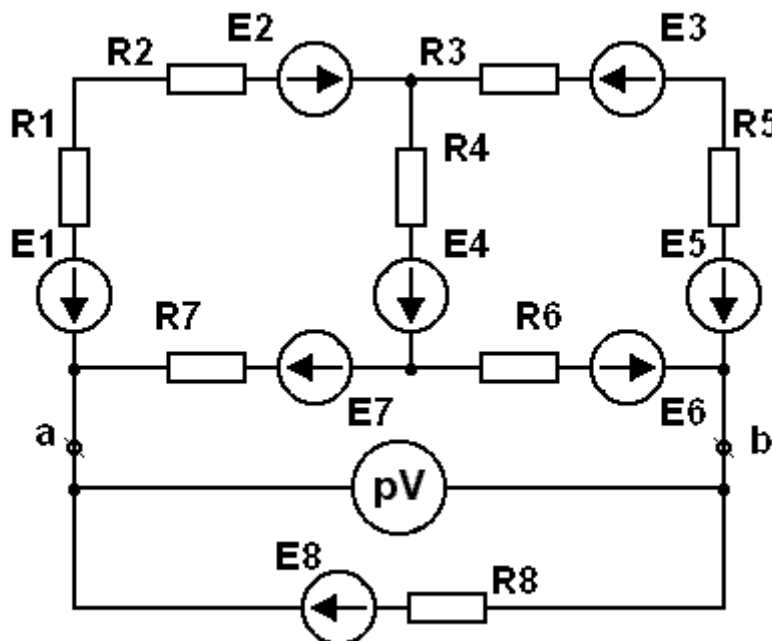 R2 E2 R3 E3
R1 R4 R5
E1 E4 E5
R7 R6
E7 E6
a b
pV
E8 R8